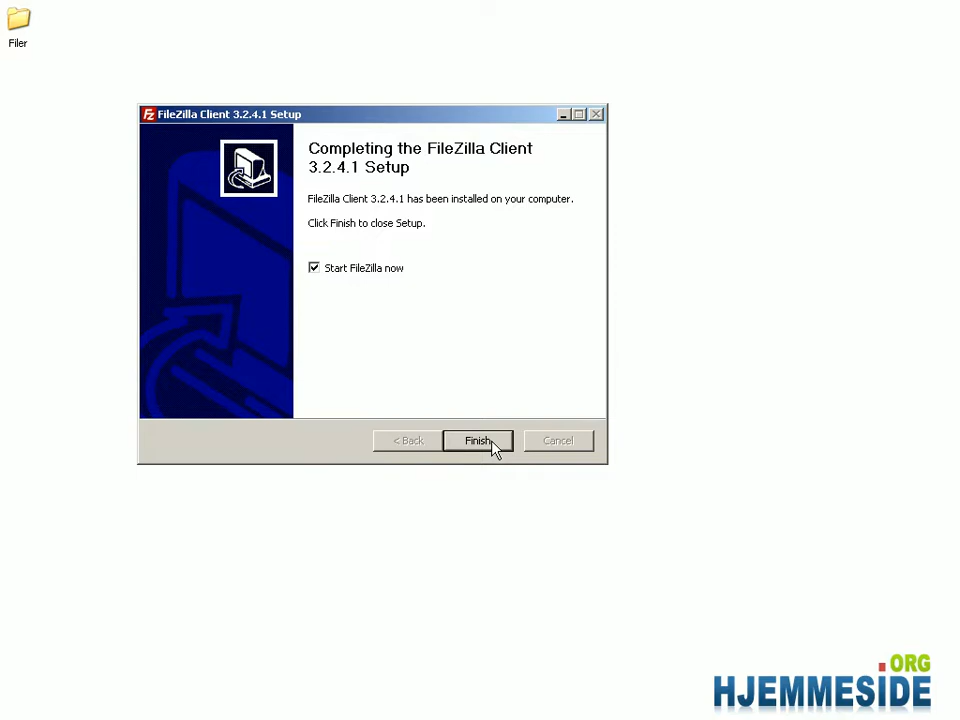 Filer
FZ FileZilla Client 3.2.4.1 Setup
Completing the FileZilla Client
3.2.4.1 Setup
FileZilla Client 3.2.4.1 has been installed on your computer.
Click Finish to close Setup.
Start FileZilla now
< Back
Finish
Cancel
.ORG
HJEMMESIDE